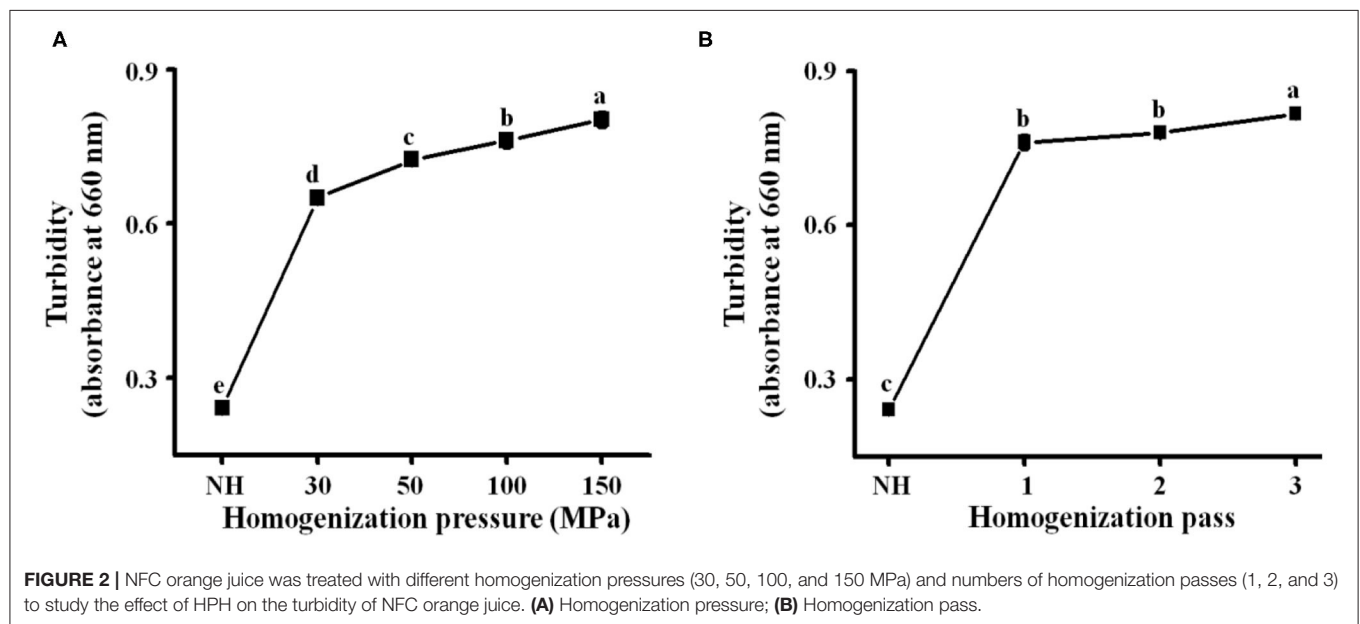 A
0.9
0.6
0.3
Turbidity
(absorbance at 660 nm)
e
d
c
b
a
NH 30 50 100 150
Homogenization pressure (MPa)
B
0.9
0.6
0.3
Turbidity
(absorbance at 660 nm)
c
b
b
a
NH 1 2 3
Homogenization pass
FIGURE 2 | NFC orange juice was treated with different homogenization pressures (30, 50, 100, and 150 MPa) and numbers of homogenization passes (1, 2, and 3)
to study the effect of HPH on the turbidity of NFC orange juice. (A) Homogenization pressure; (B) Homogenization pass.